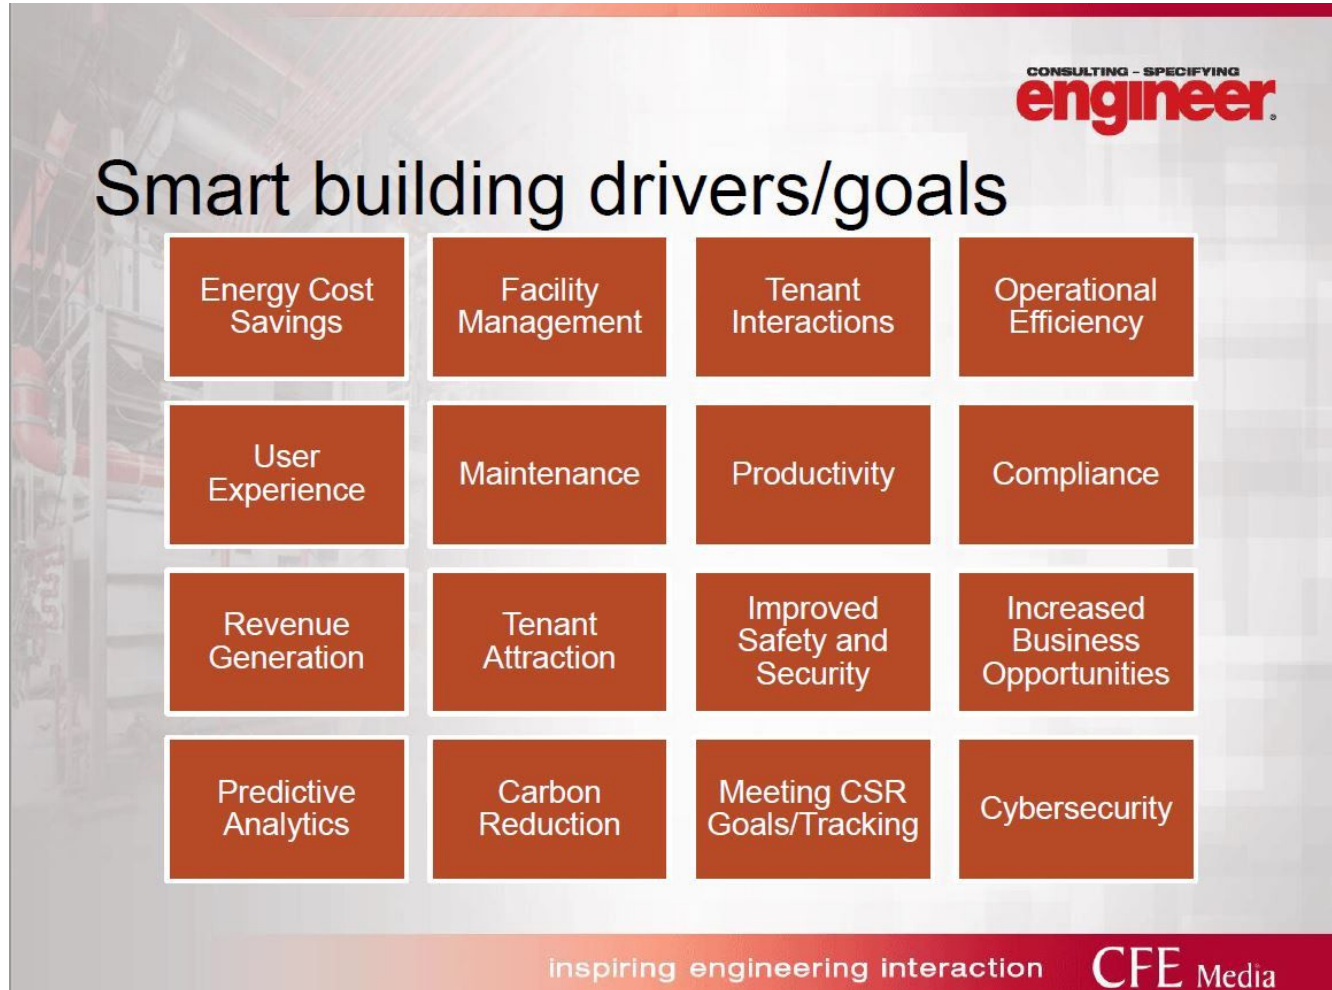 CONSULTING - SPECIFYING
engineer®
Smart building drivers/goals
Energy Cost
Savings
Facility
Management
Tenant
Interactions
Operational
Efficiency
User
Experience
Maintenance
Productivity
Compliance
Revenue
Generation
Tenant
Attraction
Improved
Safety and
Security
Increased
Business
Opportunities
Predictive
Analytics
Carbon
Reduction
Meeting CSR
Goals/Tracking
Cybersecurity
inspiring engineering interaction
CFE Media